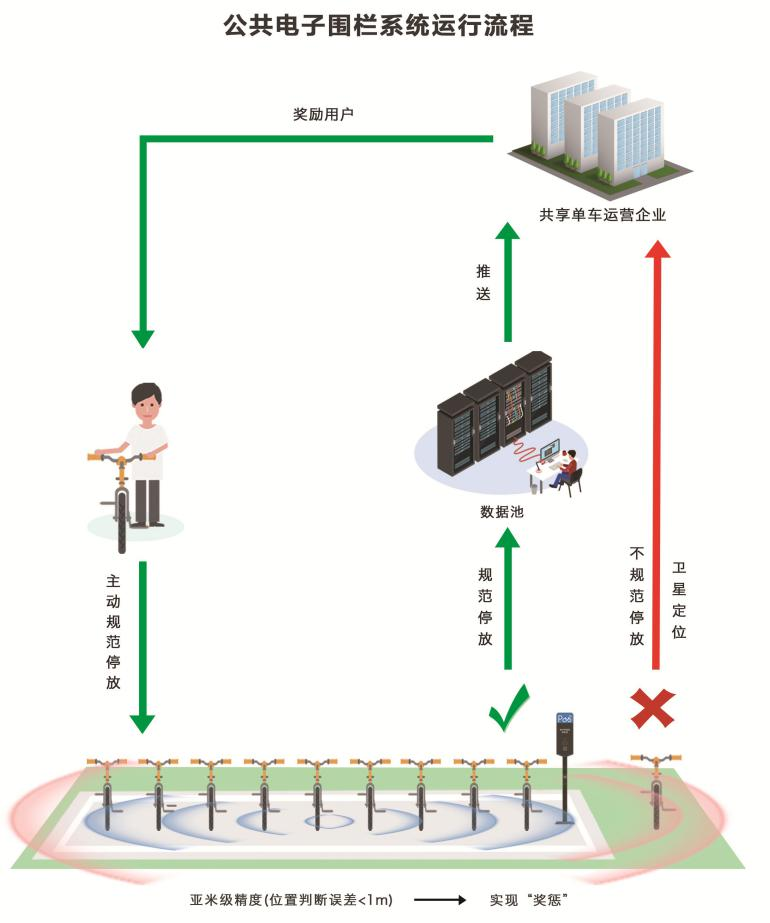 公共电子围栏系统运行流程
奖励用户
共享单车运营企业
推送
数据池
主动规范停放
规范停放
不规范停放
卫星定位
亚米级精度(位置判断误差<1m)
实现“奖惩”